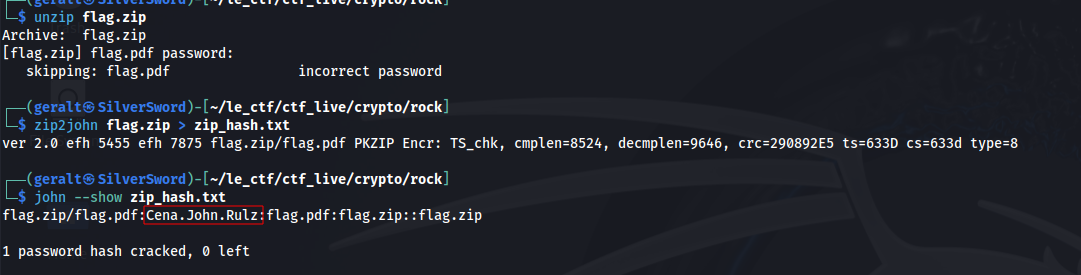 ┌──(geralt㉿SilverSword)-[~/le_ctf/ctf_live/crypto/rock]
└─$ unzip flag.zip
Archive:  flag.zip
[flag.zip] flag.pdf password:
   skipping: flag.pdf                incorrect password
┌──(geralt㉿SilverSword)-[~/le_ctf/ctf_live/crypto/rock]
└─$ zip2john flag.zip > zip_hash.txt
ver 2.0 efh 5455 efh 7875 flag.zip/flag.pdf PKZIP Encr: TS_chk, cmplen=8524, decmplen=9646, crc=290892E5 ts=633D cs=633d type=8
┌──(geralt㉿SilverSword)-[~/le_ctf/ctf_live/crypto/rock]
└─$ john --show zip_hash.txt
flag.zip/flag.pdf:Cena.John.Rulz:flag.pdf:flag.zip::flag.zip
1 password hash cracked, 0 left